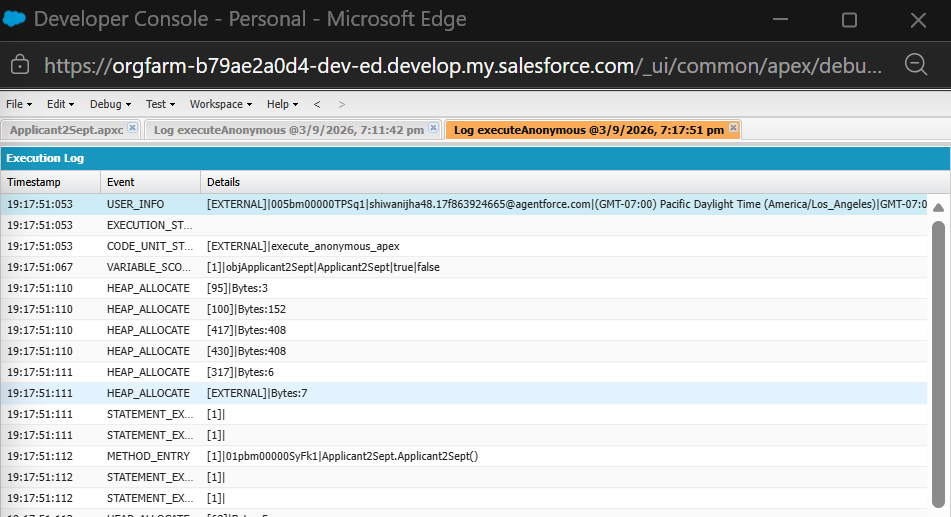 Developer Console - Personal - Microsoft Edge
https://orgfarm-b79ae2a0d4-dev-ed.develop.my.salesforce.com/_ui/common/apex/debu...
File Edit Debug Test Workspace Help < >
Applicant2Sept.apxc Log executeAnonymous @3/9/2026, 7:11:42 pm Log executeAnonymous @3/9/2026, 7:17:51 pm
Execution Log
Timestamp Event Details
19:17:51:053 USER_INFO [EXTERNAL]|005bm00000TPSq1|shiwanijha48.17f863924665@agentforce.com|(GMT-07:00) Pacific Daylight Time (America/Los_Angeles)|GMT-07:0
19:17:51:053 EXECUTION_ST...
19:17:51:053 CODE_UNIT_ST... [EXTERNAL]|execute_anonymous_apex
19:17:51:067 VARIABLE_SCO... [1]|objApplicant2Sept|Applicant2Sept|true|false
19:17:51:110 HEAP_ALLOCATE [95]|Bytes:3
19:17:51:110 HEAP_ALLOCATE [100]|Bytes:152
19:17:51:110 HEAP_ALLOCATE [417]|Bytes:408
19:17:51:110 HEAP_ALLOCATE [430]|Bytes:408
19:17:51:111 HEAP_ALLOCATE [317]|Bytes:6
19:17:51:111 HEAP_ALLOCATE [EXTERNAL]|Bytes:7
19:17:51:111 STATEMENT_EX... [1]|
19:17:51:111 STATEMENT_EX... [1]|
19:17:51:112 METHOD_ENTRY [1]|01pbm00000SyFk1|Applicant2Sept.Applicant2Sept()
19:17:51:112 STATEMENT_EX... [1]|
19:17:51:112 STATEMENT_EX... [1]|
19:17:51:112 HEAP_ALLOCATE